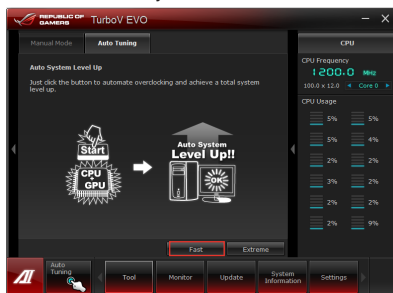 REPUBLIC OF
GAMERS
TurboV EVO
Manual Mode
Auto Tuning
Auto System Level Up
Just click the button to automate overclocking and achieve a total system
level up.
Start
CPU
+
GPU
Auto System
Level Up!!
OK
Fast
Extreme
CPU
CPU Frequency
1200.0 MHz
100.0 x 12.0
Core 0
CPU Usage
5% 5%
5% 4%
2% 2%
3% 2%
2% 2%
2% 9%
Auto
Tuning
Tool
Monitor
Update
System
Information
Settings